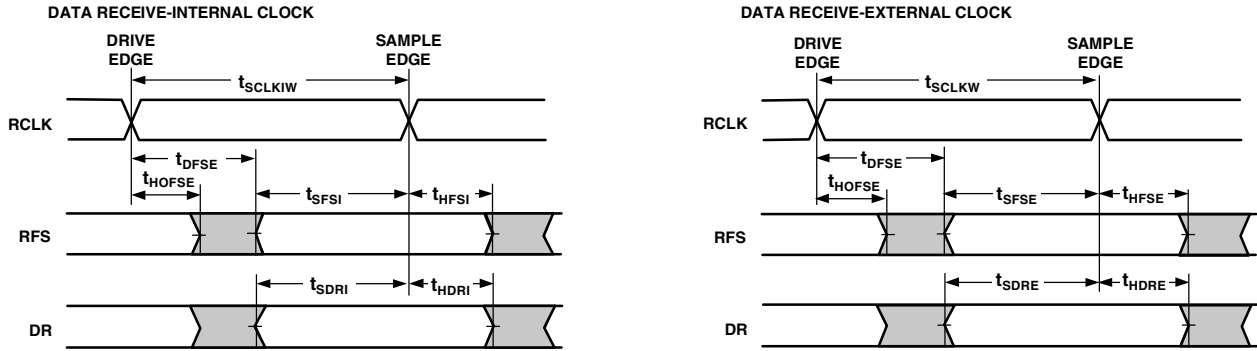 DATA RECEIVE-INTERNAL CLOCK
DRIVE
EDGE
SAMPLE
EDGE
tSCLKIW
RCLK
tDFSE
tHOFSE
tSFSI
tHFSI
RFS
tSDRI
tHDRI
DR
DATA RECEIVE-EXTERNAL CLOCK
DRIVE
EDGE
SAMPLE
EDGE
tSCLKW
RCLK
tDFSE
tHOFSE
tSFSE
tHFSE
RFS
tSDRE
tHDRE
DR